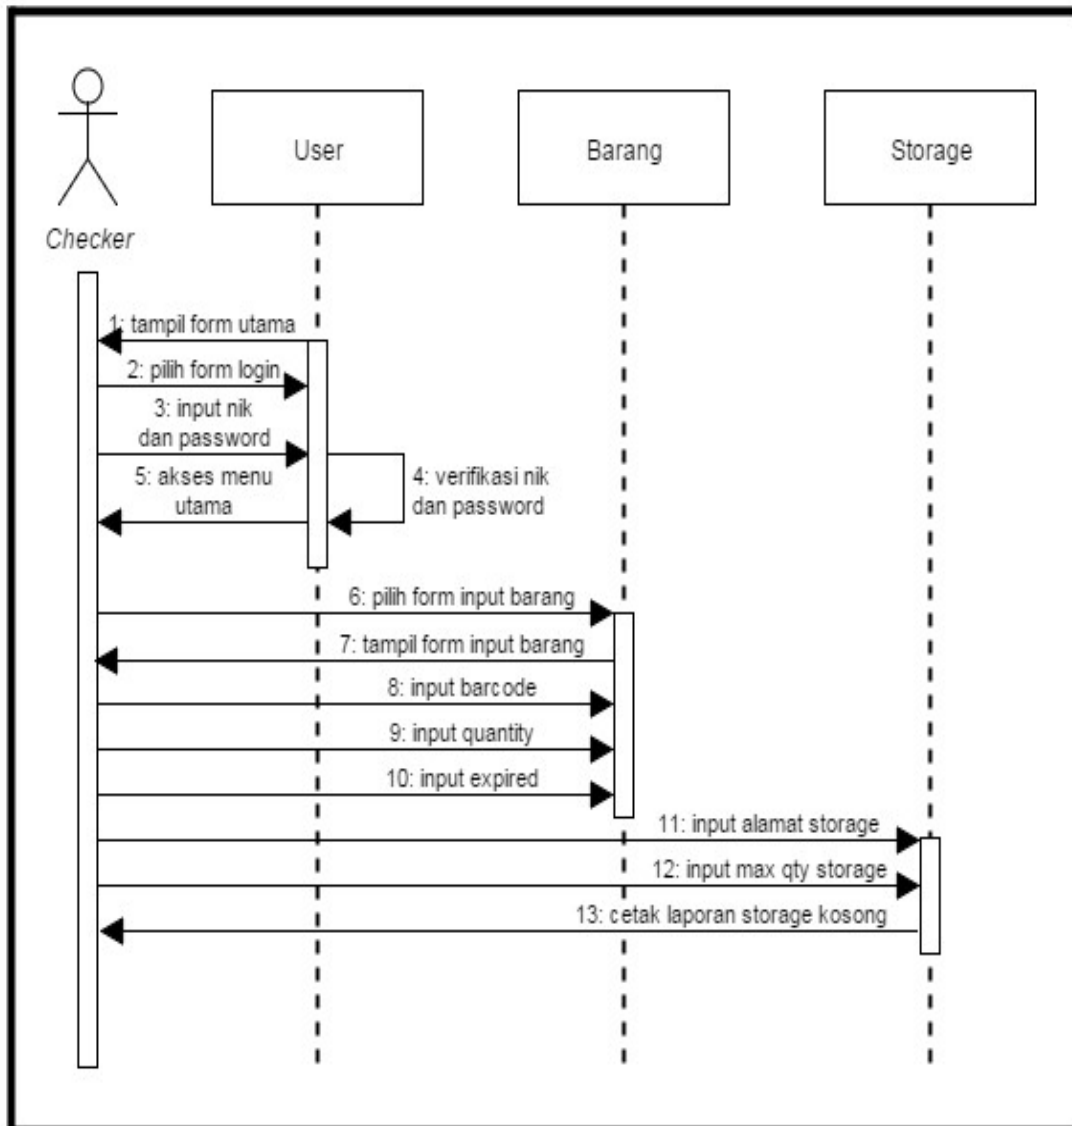 User
Barang
Storage
Checker
1: tampil form utama
2: pilih form login
3: input nik
dan password
4: verifikasi nik
dan password
5: akses menu
utama
6: pilih form input barang
7: tampil form input barang
8: input barcode
9: input quantity
10: input expired
11: input alamat storage
12: input max qty storage
13: cetak laporan storage kosong